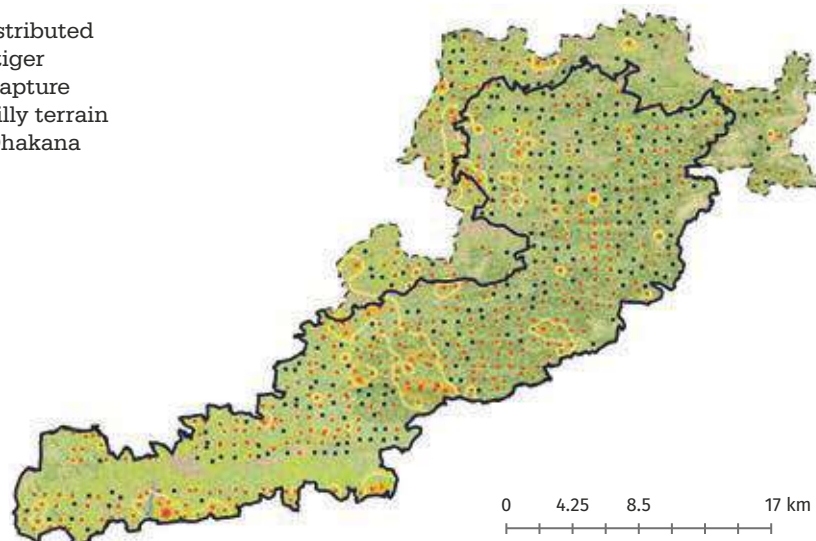 stributed
tiger
apture
illy terrain
hakana
0 4.25 8.5 17 km